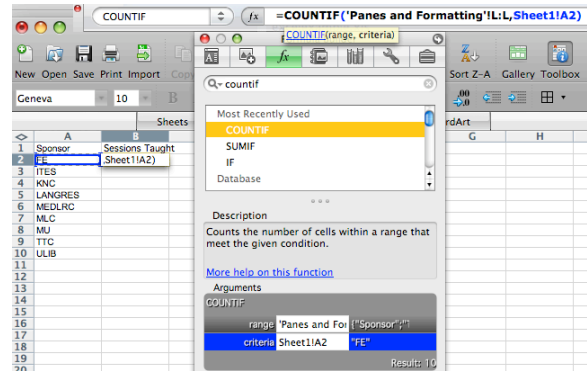 COUNTIF
fx
=COUNTIF('Panes and Formatting'!L:L,Sheet1!A2)
COUNTIF(range, criteria)
New Open Save Print Import Copy
Sort Z-A Gallery Toolbox
Geneva 10 B
countif
Sheets
rdArt
A B G H
1 Sponsor Sessions Taught
2 FE ,Sheet1!A2)
3 ITES
4 KNC
5 LANGRES
6 MEDLRC
7 MLC
8 MU
9 TTC
10 ULIB
11
12
13
14
15
16
17
18
19
20
Most Recently Used
COUNTIF
SUMIF
IF
Database
Description
Counts the number of cells within a range that
meet the given condition.
More help on this function
Arguments
COUNTIF
range 'Panes and For {"Sponsor";"
criteria Sheet1!A2 "FE"
Result: 10